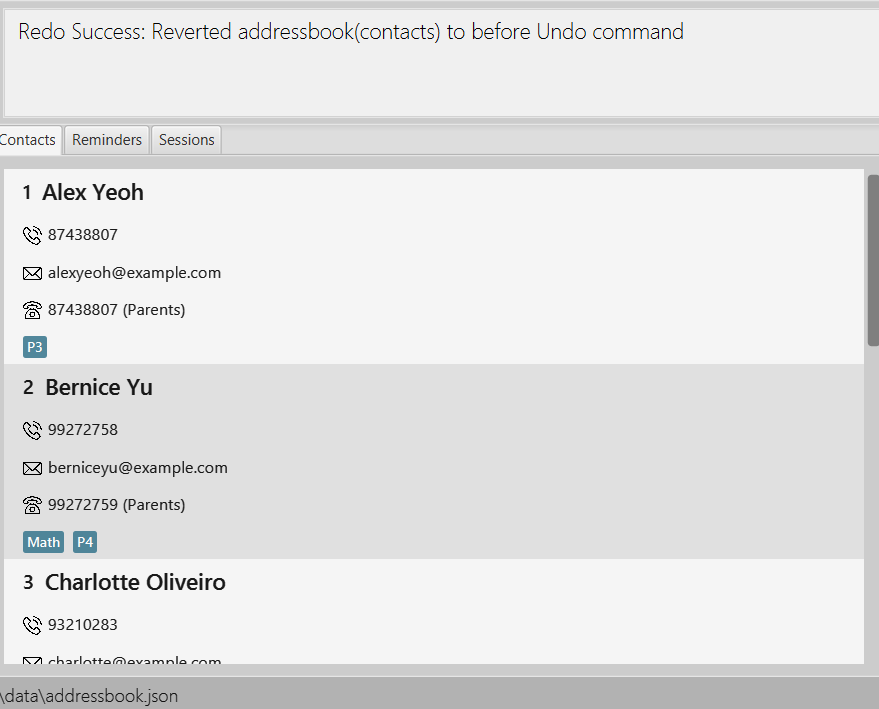 Redo Success: Reverted addressbook(contacts) to before Undo command
Contacts Reminders Sessions
1 Alex Yeoh
87438807
alexyeoh@example.com
87438807 (Parents)
P3
2 Bernice Yu
99272758
berniceyu@example.com
99272759 (Parents)
Math P4
3 Charlotte Oliveiro
93210283
charlotte@example.com
\data\addressbook.json